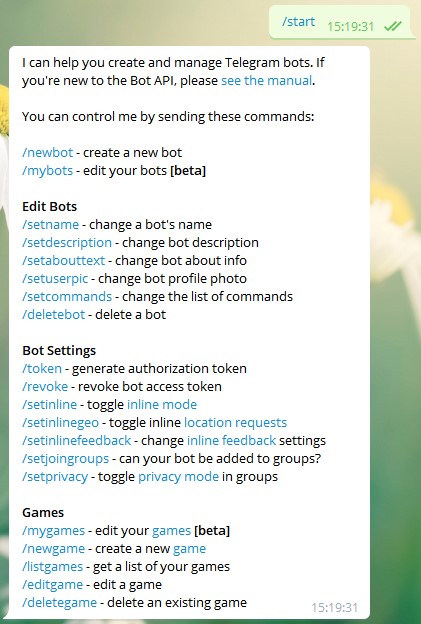 /start 15:19:31
I can help you create and manage Telegram bots. If
you're new to the Bot API, please see the manual.
You can control me by sending these commands:
/newbot - create a new bot
/mybots - edit your bots [beta]
Edit Bots
/setname - change a bot's name
/setdescription - change bot description
/setabouttext - change bot about info
/setuserpic - change bot profile photo
/setcommands - change the list of commands
/deletebot - delete a bot
Bot Settings
/token - generate authorization token
/revoke - revoke bot access token
/setinline - toggle inline mode
/setinlinegeo - toggle inline location requests
/setinlinefeedback - change inline feedback settings
/setjoingroups - can your bot be added to groups?
/setprivacy - toggle privacy mode in groups
Games
/mygames - edit your games [beta]
/newgame - create a new game
/listgames - get a list of your games
/editgame - edit a game
/deletegame - delete an existing game 15:19:31